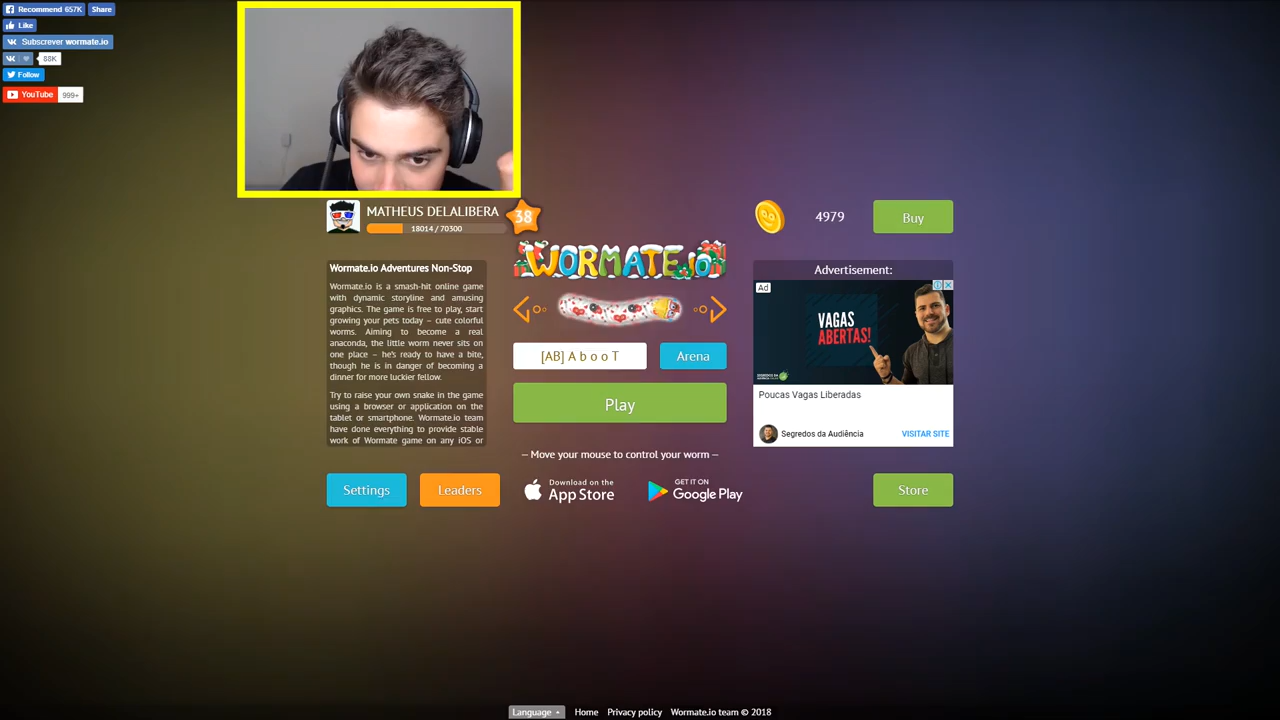 Recommend 657K Share
Like
Subscrever wormate.io
88K
Follow
YouTube 999+
MATHEUS DELALIBERA
18014 / 70300
38
4979
Buy
WORMATE.io
Wormate.io Adventures Non-Stop
Wormate.io is a smash-hit online game
with dynamic storyline and amusing
graphics. The game is free to play, start
growing your pets today – cute colorful
worms. Aiming to become a real
anaconda, the little worm never sits on
one place – he's ready to have a bite,
though he is in danger of becoming a
dinner for more luckier fellow.
Try to raise your own snake in the game
using a browser or application on the
tablet or smartphone. Wormate.io team
have done everything to provide stable
work of Wormate game on any iOS or
[AB] A b o o T
Arena
Play
— Move your mouse to control your worm —
Advertisement:
Ad
VAGAS
ABERTAS!
SEGREDOS DA
AUDIÊNCIA
Poucas Vagas Liberadas
Segredos da Audiência
VISITAR SITE
Settings
Leaders
Download on the
App Store
GET IT ON
Google Play
Store
Language
Home
Privacy policy
Wormate.io team © 2018